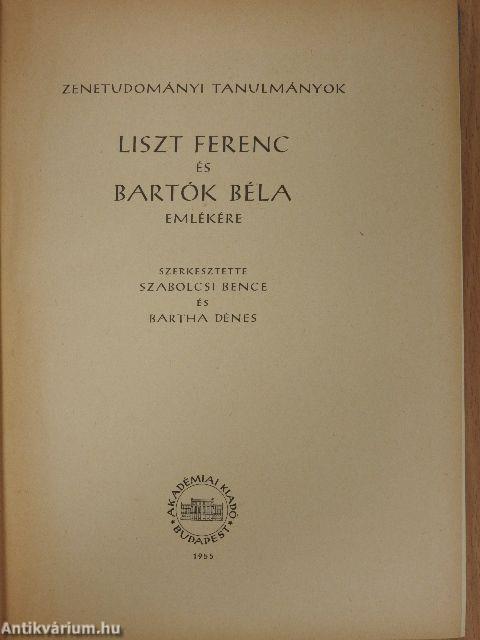 ZENETUDOMÁNYI TANULMÁNYOK
LISZT FERENC
ÉS
BARTÓK BÉLA
EMLÉKÉRE
SZERKESZTETTE
SZABOLCSI BENCE
ÉS
BARTHA DÉNES
AKADÉMIAI KIADÓ
* BUDAPEST *
1955
Antikvárium.hu